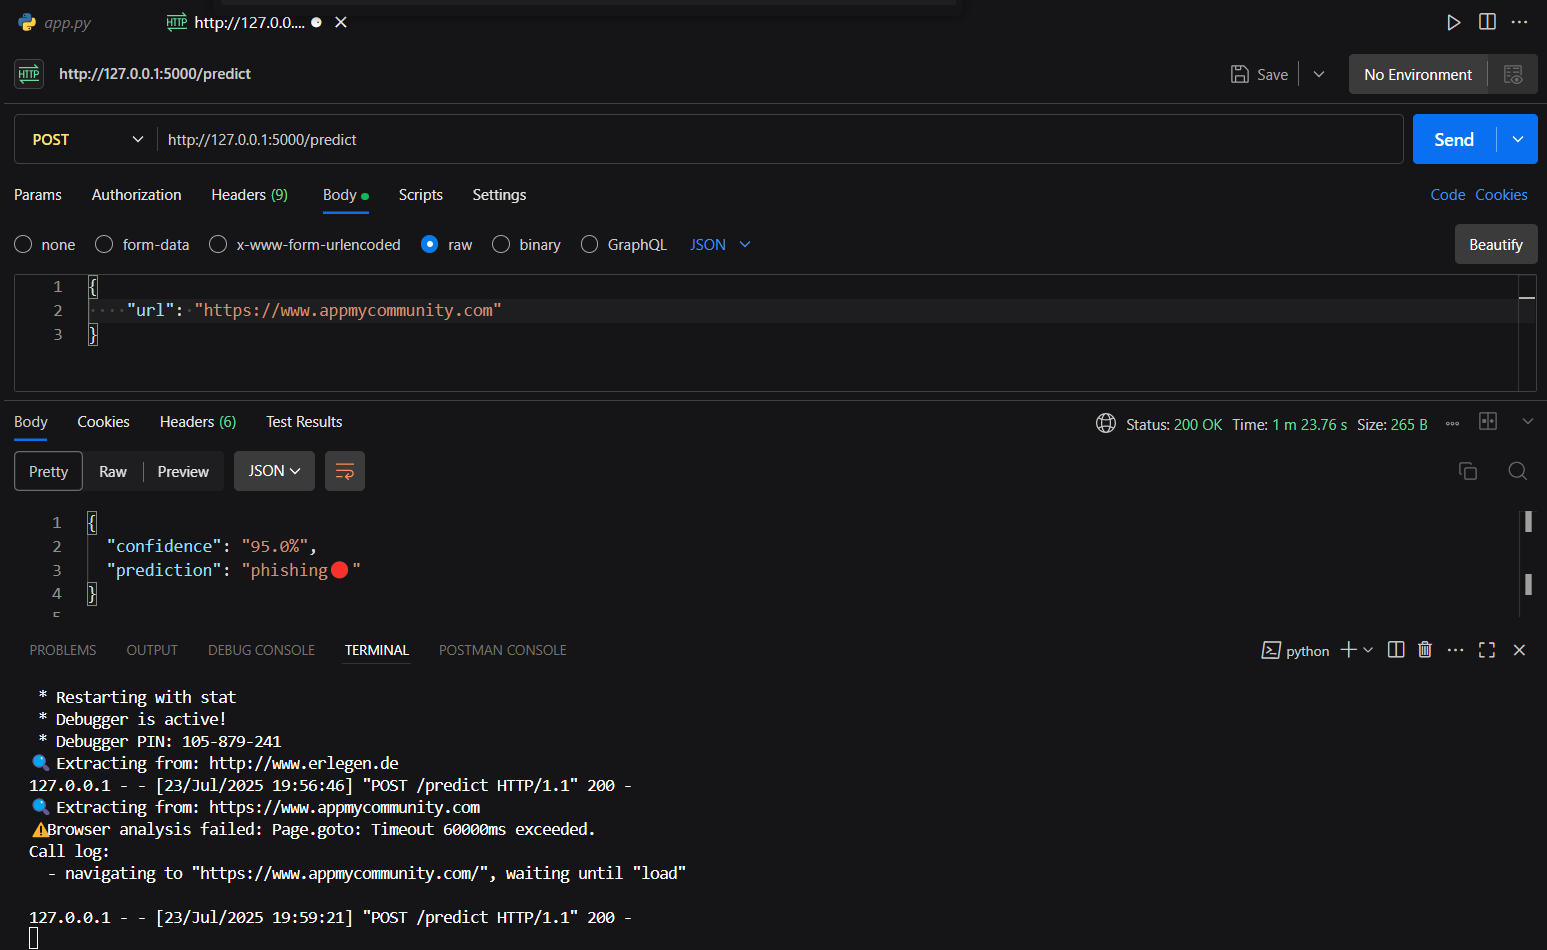 app.py
HTTP http://127.0.0....
HTTP http://127.0.0.1:5000/predict
Save
No Environment
POST http://127.0.0.1:5000/predict
Send
Params Authorization Headers (9) Body Scripts Settings
Code Cookies
none form-data x-www-form-urlencoded raw binary GraphQL JSON
Beautify
1 {
2 ····"url":·"https://www.appmycommunity.com"
3 }
Body Cookies Headers (6) Test Results
Status: 200 OK Time: 1 m 23.76 s Size: 265 B
Pretty Raw Preview JSON
1 {
2 "confidence": "95.0%",
3 "prediction": "phishing🔴"
4 }
5
PROBLEMS OUTPUT DEBUG CONSOLE TERMINAL POSTMAN CONSOLE
python
* Restarting with stat
* Debugger is active!
* Debugger PIN: 105-879-241
🔍 Extracting from: http://www.erlegen.de
127.0.0.1 - - [23/Jul/2025 19:56:46] "POST /predict HTTP/1.1" 200 -
🔍 Extracting from: https://www.appmycommunity.com
⚠Browser analysis failed: Page.goto: Timeout 60000ms exceeded.
Call log:
- navigating to "https://www.appmycommunity.com/", waiting until "load"
127.0.0.1 - - [23/Jul/2025 19:59:21] "POST /predict HTTP/1.1" 200 -